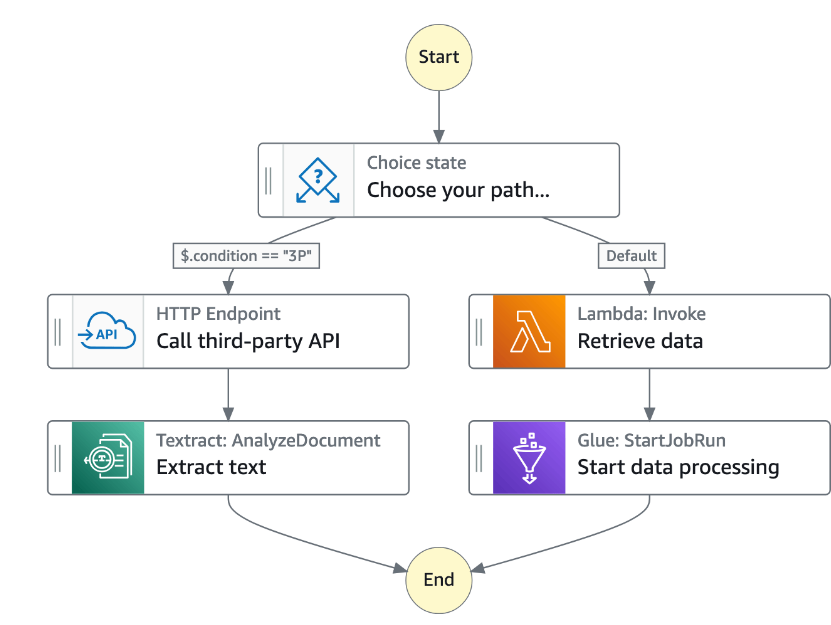 Start
Choice state
Choose your path...
$.condition == "3P"
Default
HTTP Endpoint
API
Call third-party API
Lambda: Invoke
Retrieve data
Textract: AnalyzeDocument
Extract text
Glue: StartJobRun
Start data processing
End